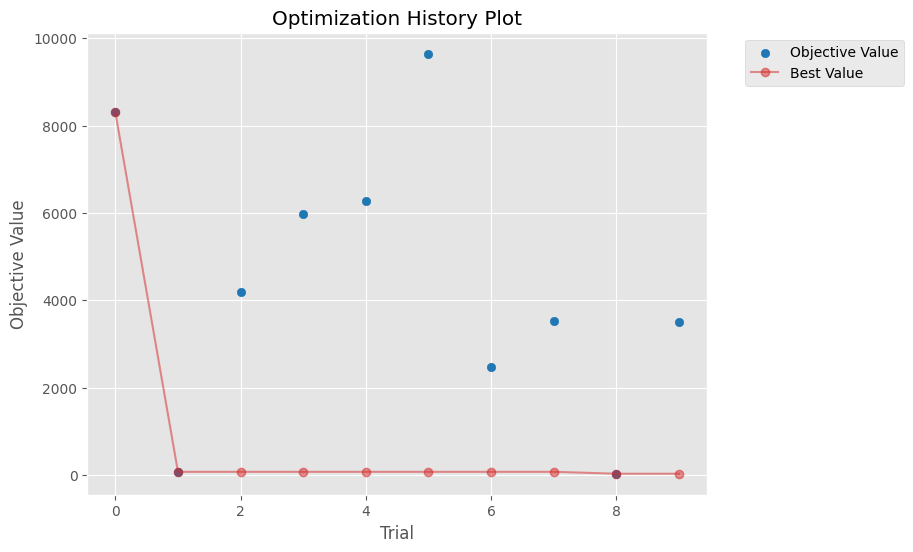 Optimization History Plot
Objective Value
Best Value
Objective Value
10000
8000
6000
4000
2000
0
0 2 4 6 8
Trial